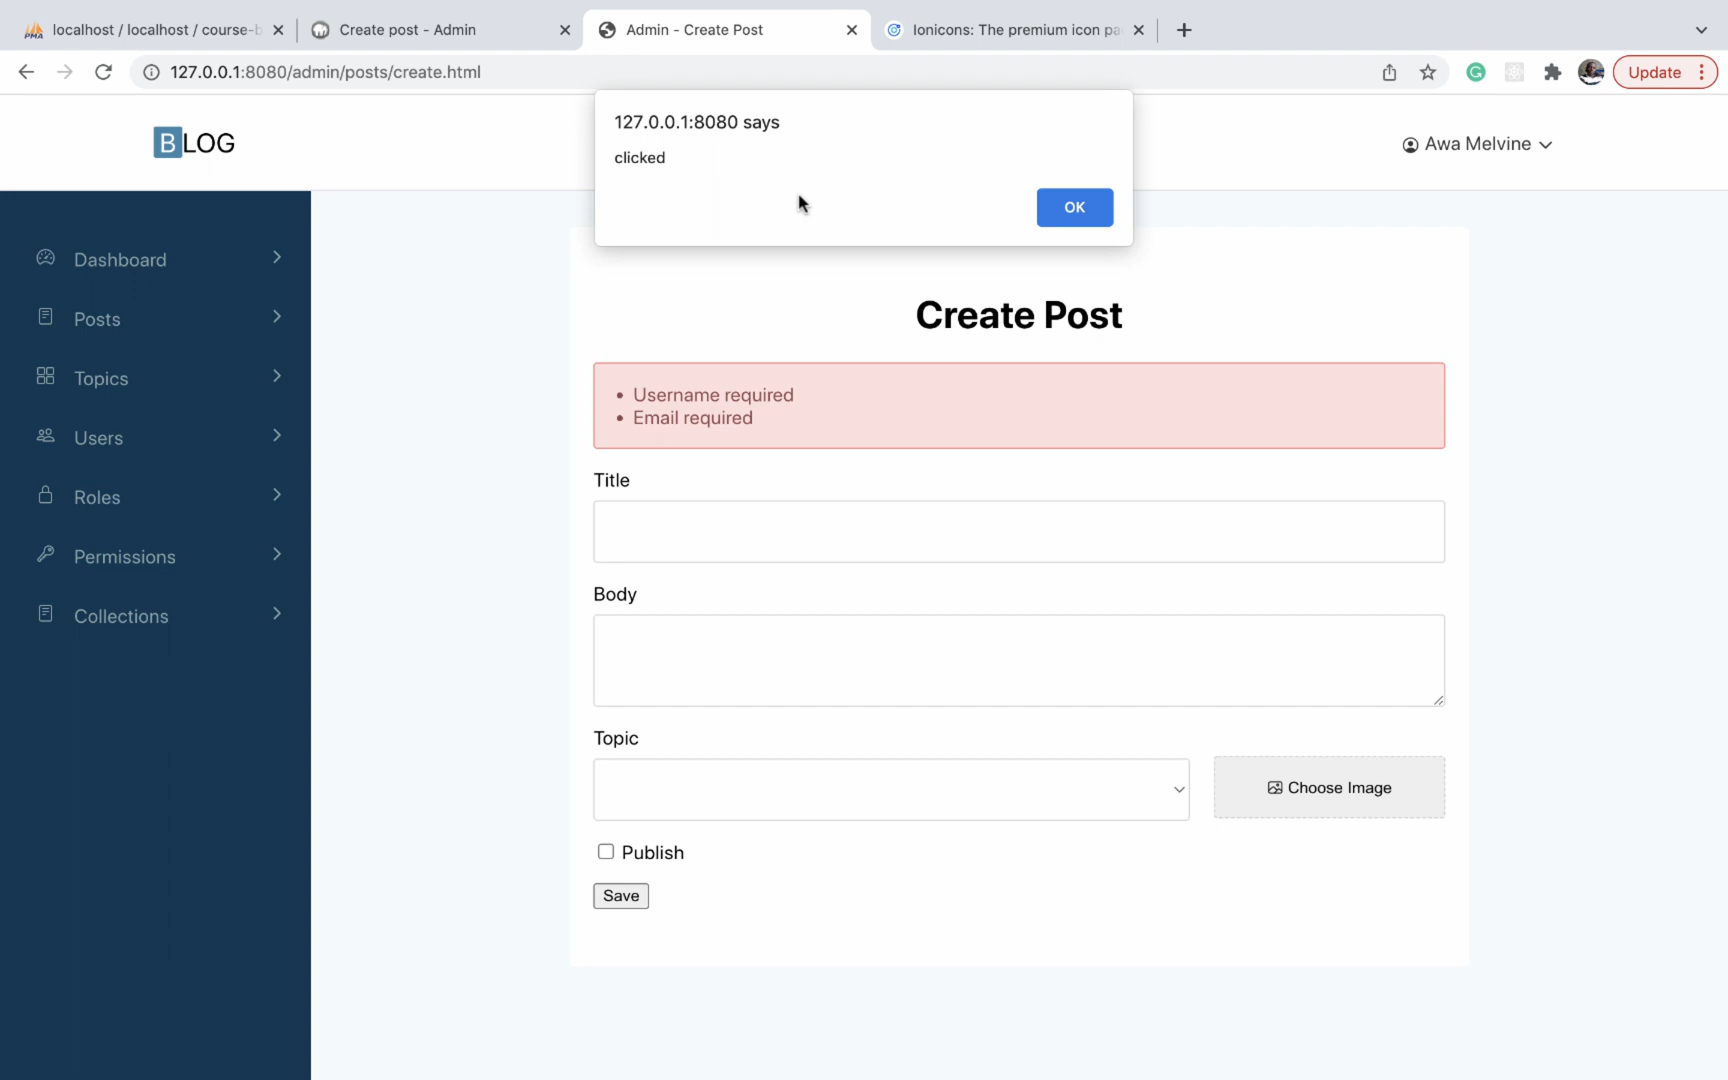 localhost / localhost / course-b
Create post - Admin
Admin - Create Post
Ionicons: The premium icon pa
127.0.0.1:8080/admin/posts/create.html
Update
127.0.0.1:8080 says
clicked
OK
BLOG
Awa Melvine
Dashboard
Posts
Topics
Users
Roles
Permissions
Collections
Create Post
• Username required
• Email required
Title
Body
Topic
Choose Image
Publish
Save